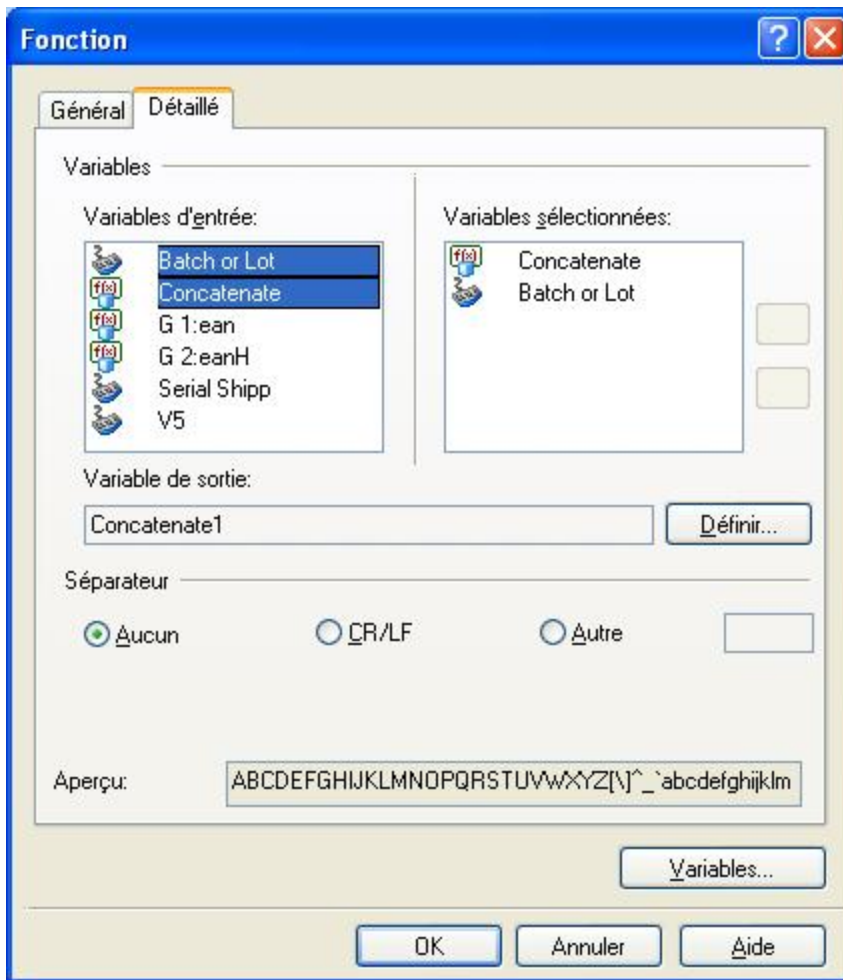 Fonction
Général
Détaillé
Variables
Variables d'entrée:
Variables sélectionnées:
Batch or Lot
Concatenate
G 1:ean
G 2:eanH
Serial Shipp
V5
Concatenate
Batch or Lot
Variable de sortie:
Concatenate1
Définir...
Séparateur
Aucun
CR/LF
Autre
Aperçu:
ABCDEFGHIJKLMNOPQRSTUVWXYZ[\]^_`abcdefghijklm
Variables...
OK
Annuler
Aide